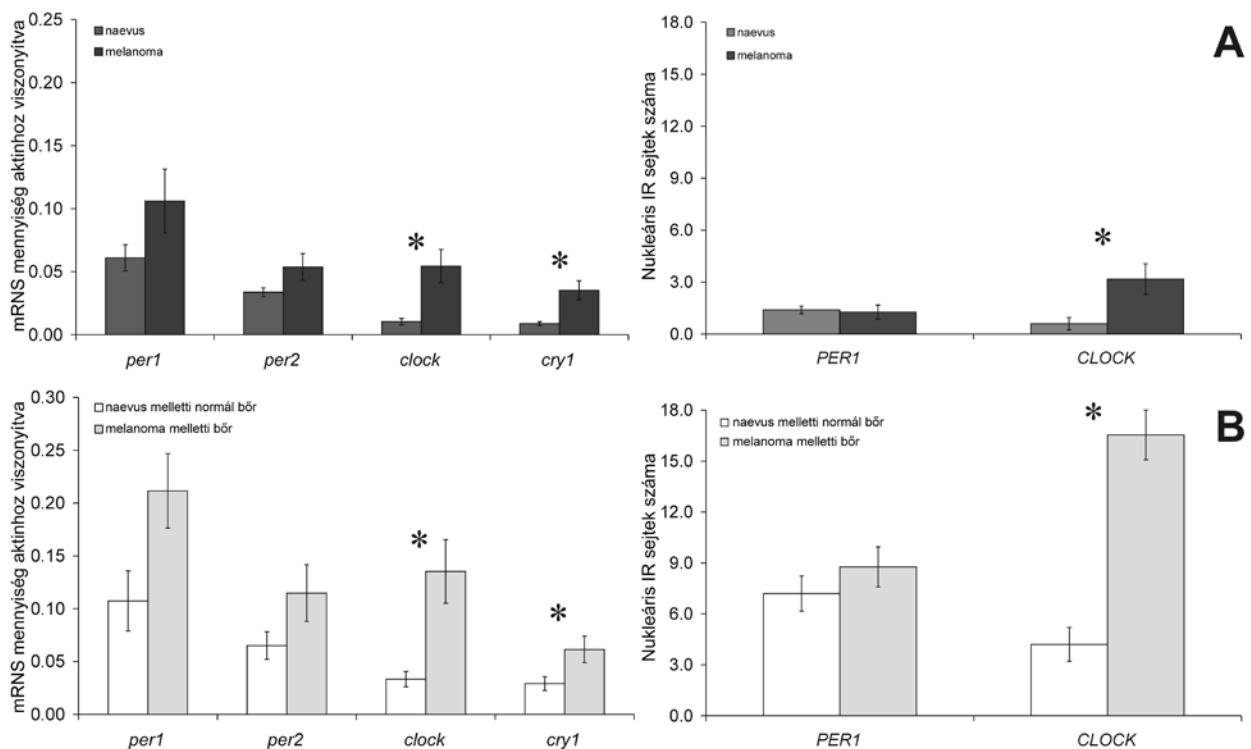 mRNS mennyiség aktinhoz viszonyítva
0.25
0.20
0.15
0.10
0.05
0.00
naevus
melanoma
*
*
per1 per2 clock cry1
Nukleáris IR sejtek száma
18.0
15.0
12.0
9.0
6.0
3.0
0.0
naevus
melanoma
*
PER1 CLOCK
A
mRNS mennyiség aktinhoz viszonyítva
0.30
0.25
0.20
0.15
0.10
0.05
0.00
naevus melletti normál bőr
melanoma melletti bőr
*
*
per1 per2 clock cry1
Nukleáris IR sejtek száma
18.0
15.0
12.0
9.0
6.0
3.0
0.0
naevus melletti normál bőr
melanoma melletti bőr
*
PER1 CLOCK
B